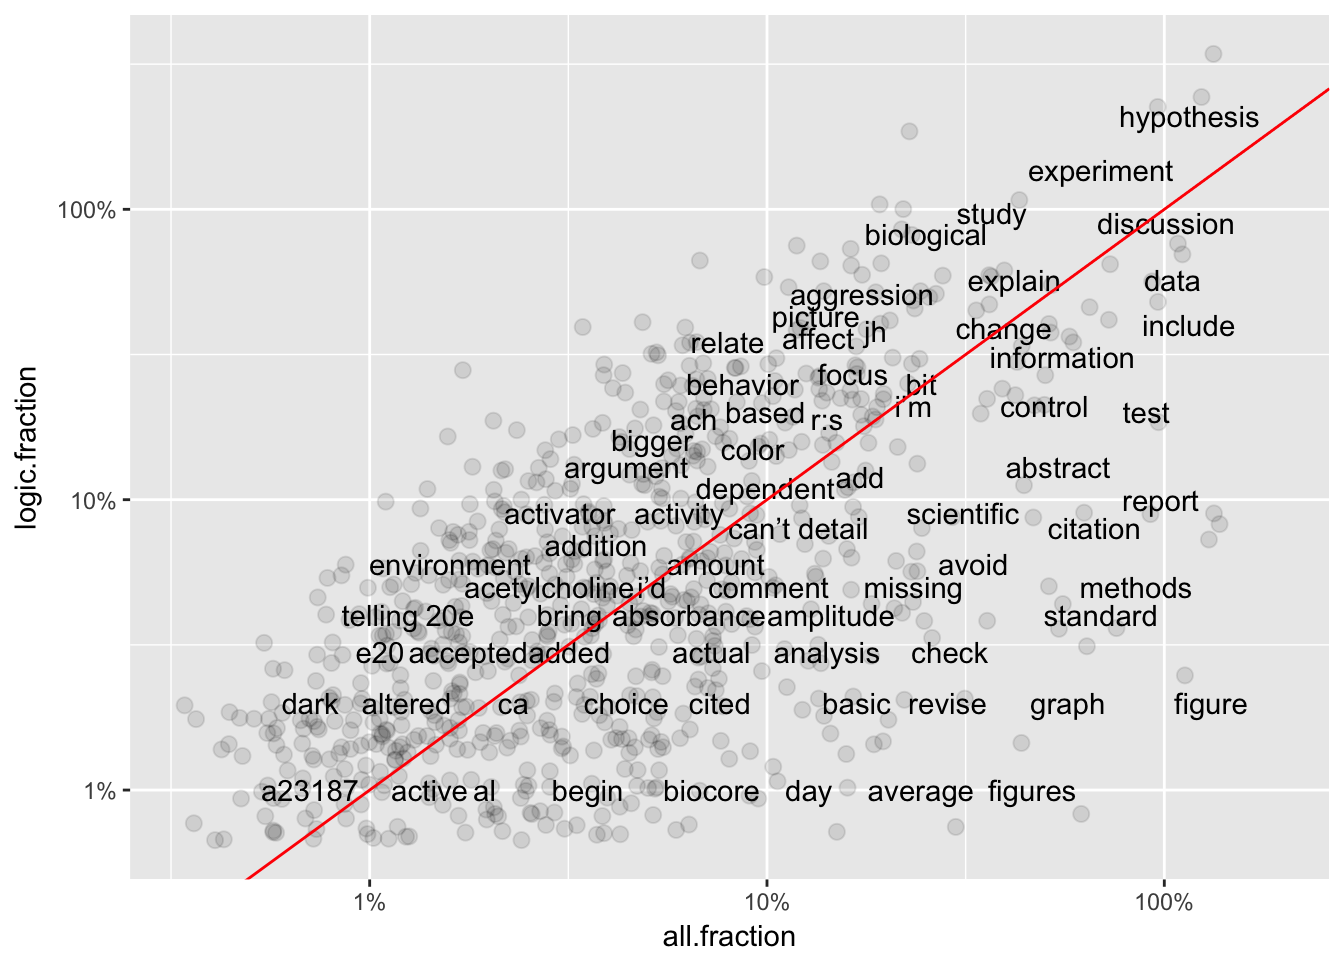 hypothesis
experiment
study
discussion
biological
explain
data
aggression
picture
include
affect jh
change
relate
information
focus
behavior
bit
i'm
control
based
test
ach
r:s
bigger
color
argument
abstract
add
dependent
report
activator
activity
scientific
can't detail
citation
addition
environment
amount
avoid
acetylcholine i'd
comment
missing
methods
telling 20e
bring
absorbance
amplitude
standard
e20
accepted
added
actual
analysis
check
dark
altered
ca
choice
cited
basic
revise
graph
figure
a23187
active
al
begin
biocore
day
average
figures
100%
10%
1%
logic.fraction
1%
10%
100%
all.fraction